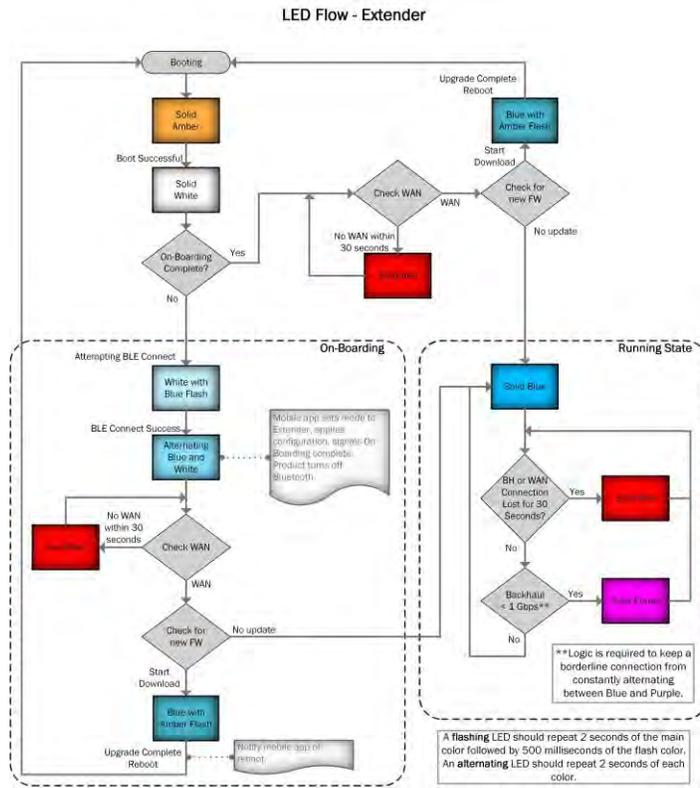 LED Flow - Extender
Booting
Upgrade Complete
Reboot
Solid
Amber
Blue with
Amber Flash
Boot Successful
Start
Download
Solid
White
Check WAN
WAN
Check for
new FW
No WAN within
30 seconds
No update
On-Boarding
Complete?
Yes
No
On-Boarding
Running State
Attempting BLE Connect
White with
Blue Flash
Solid Blue
BLE Connect Success
Alternating
Blue and
White
Mobile app sets mode to
Extender, applies
configuration, signals On
Boarding complete.
Product turns off
Bluetooth.
BH or WAN
Connection
Lost for 30
Seconds?
Yes
No
No WAN
within 30
seconds
Check WAN
WAN
Backhaul
< 1 Gbps**
Yes
Solid Purple
No
Check for
new FW
No update
Start
Download
**Logic is required to keep a
borderline connection from
constantly alternating
between Blue and Purple.
Blue with
Amber Flash
Upgrade Complete
Reboot
Notify mobile app of
reboot
A flashing LED should repeat 2 seconds of the main
color followed by 500 milliseconds of the flash color.
An alternating LED should repeat 2 seconds of each
color.